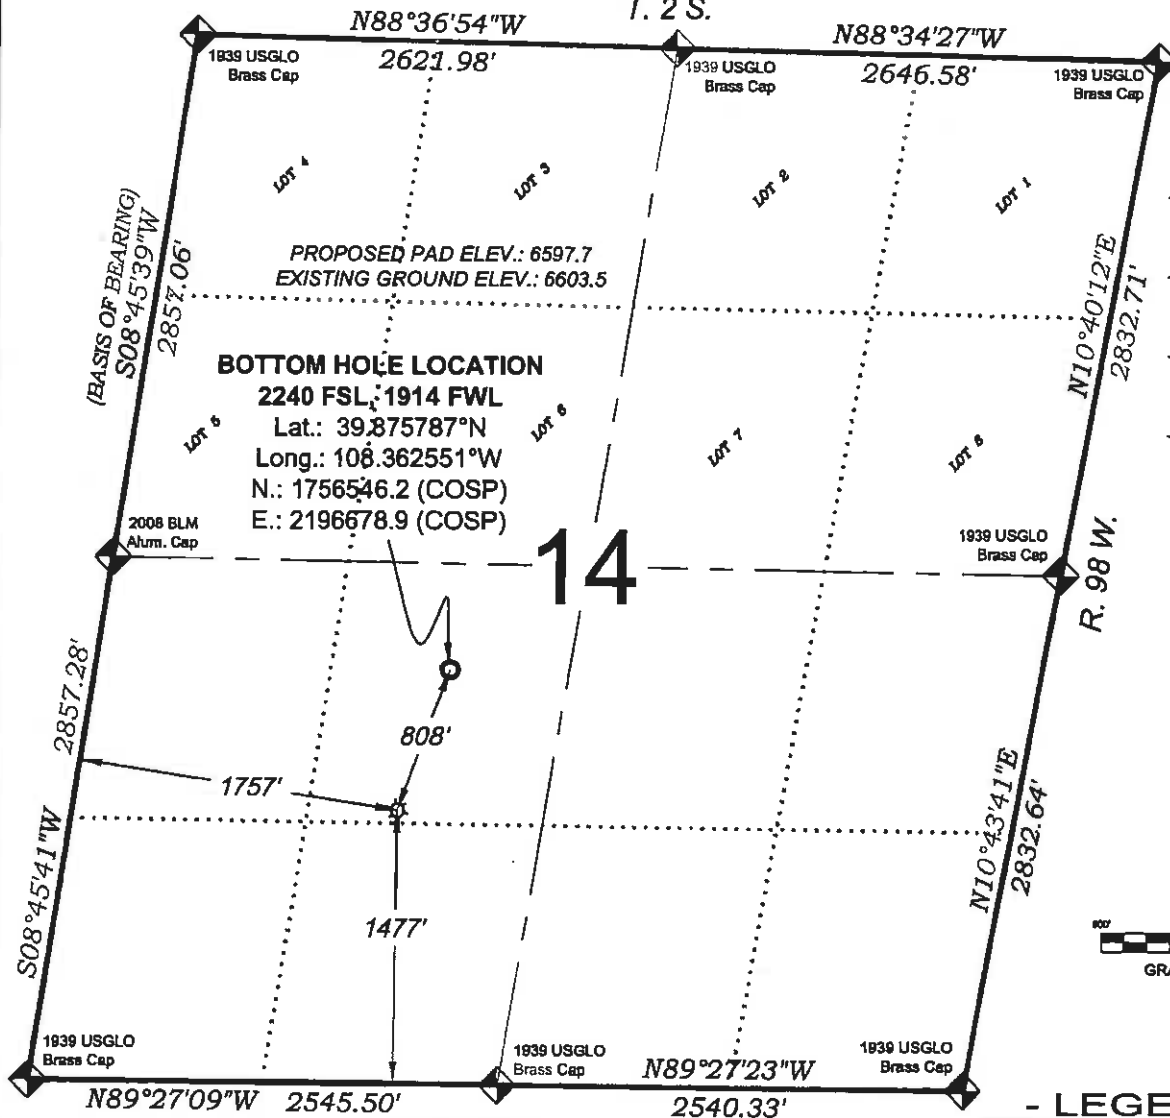 T. 2 S.
N88°36'54"W
2621.98'
N88°34'27"W
2646.58'
1939 USGLO
Brass Cap
1939 USGLO
Brass Cap
1939 USGLO
Brass Cap
LOT 4
LOT 3
LOT 2
LOT 1
(BASIS OF BEARING)
S08°45'39"W
2857.06'
PROPOSED PAD ELEV.: 6597.7
EXISTING GROUND ELEV.: 6603.5
N10°40'12"E
2832.71'
BOTTOM HOLE LOCATION
2240 FSL, 1914 FWL
Lat.: 39.875787°N
Long.: 108.362551°W
N.: 1756546.2 (COSP)
E.: 2196678.9 (COSP)
LOT 5
LOT 6
LOT 7
LOT 8
2008 BLM
Alum. Cap
14
1939 USGLO
Brass Cap
R. 98 W.
2857.28'
S08°45'41"W
808'
1757'
1477'
N10°43'41"E
2832.64'
GRA
1939 USGLO
Brass Cap
1939 USGLO
Brass Cap
1939 USGLO
Brass Cap
N89°27'09"W 2545.50'
N89°27'23"W
2540.33'
- LEGE